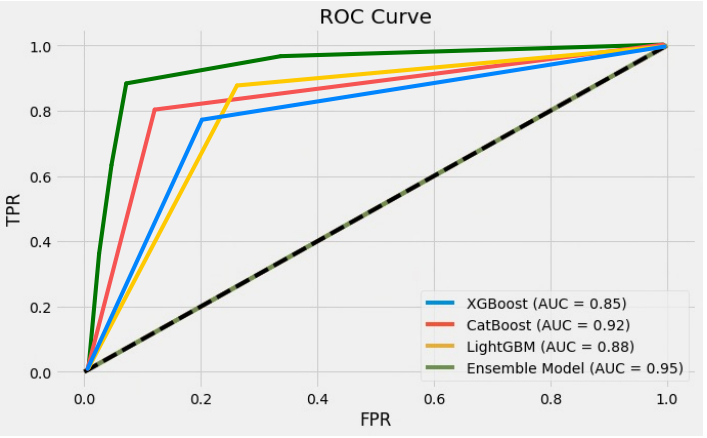 ROC Curve
TPR
1.0
0.8
0.6
0.4
0.2
0.0
XGBoost (AUC = 0.85)
CatBoost (AUC = 0.92)
LightGBM (AUC = 0.88)
Ensemble Model (AUC = 0.95)
0.0 0.2 0.4 0.6 0.8 1.0
FPR